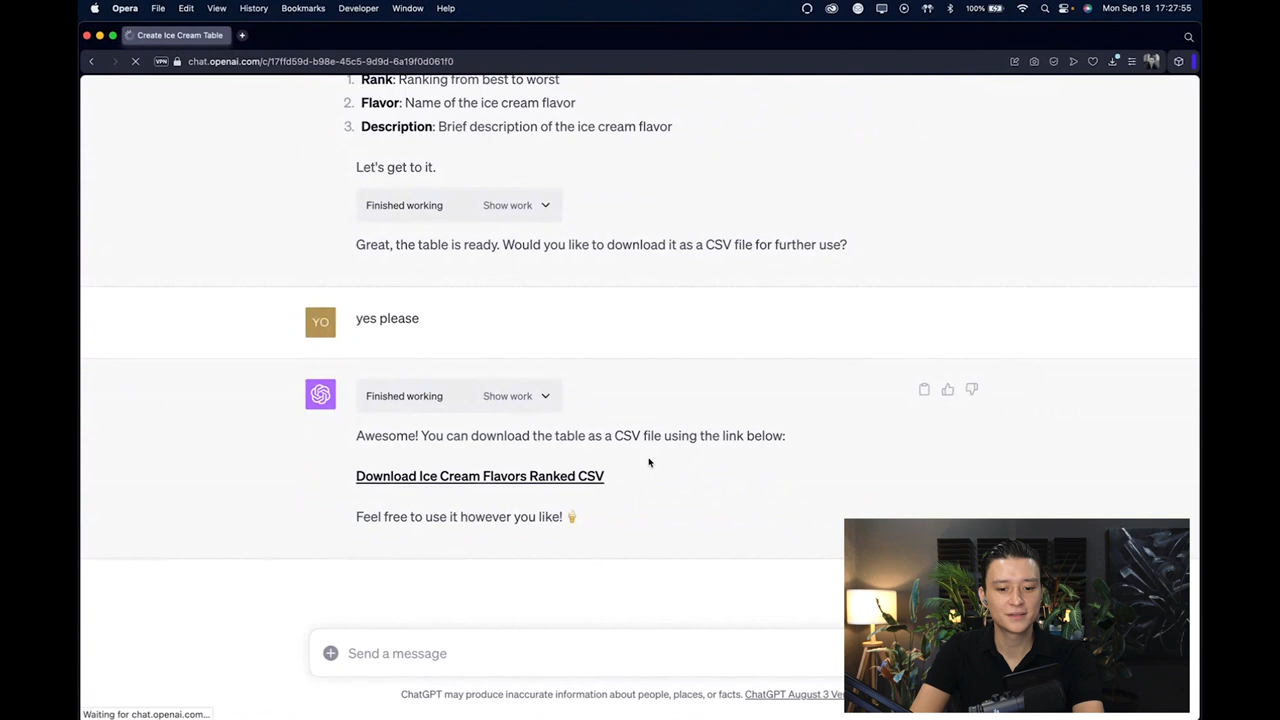 Opera File Edit View History Bookmarks Developer Window Help 100% Mon Sep 18 17:27:55
Create Ice Cream Table
VPN chat.openai.com/c/17ffd59d-b98e-45c5-9d9d-6a19f0d061f0
1. Rank: Ranking from best to worst
2. Flavor: Name of the ice cream flavor
3. Description: Brief description of the ice cream flavor
Let's get to it.
Finished working Show work
Great, the table is ready. Would you like to download it as a CSV file for further use?
YO yes please
Finished working Show work
Awesome! You can download the table as a CSV file using the link below:
Download Ice Cream Flavors Ranked CSV
Feel free to use it however you like! 🍦
Send a message
ChatGPT may produce inaccurate information about people, places, or facts. ChatGPT August 3 Ve
Waiting for chat.openai.com...